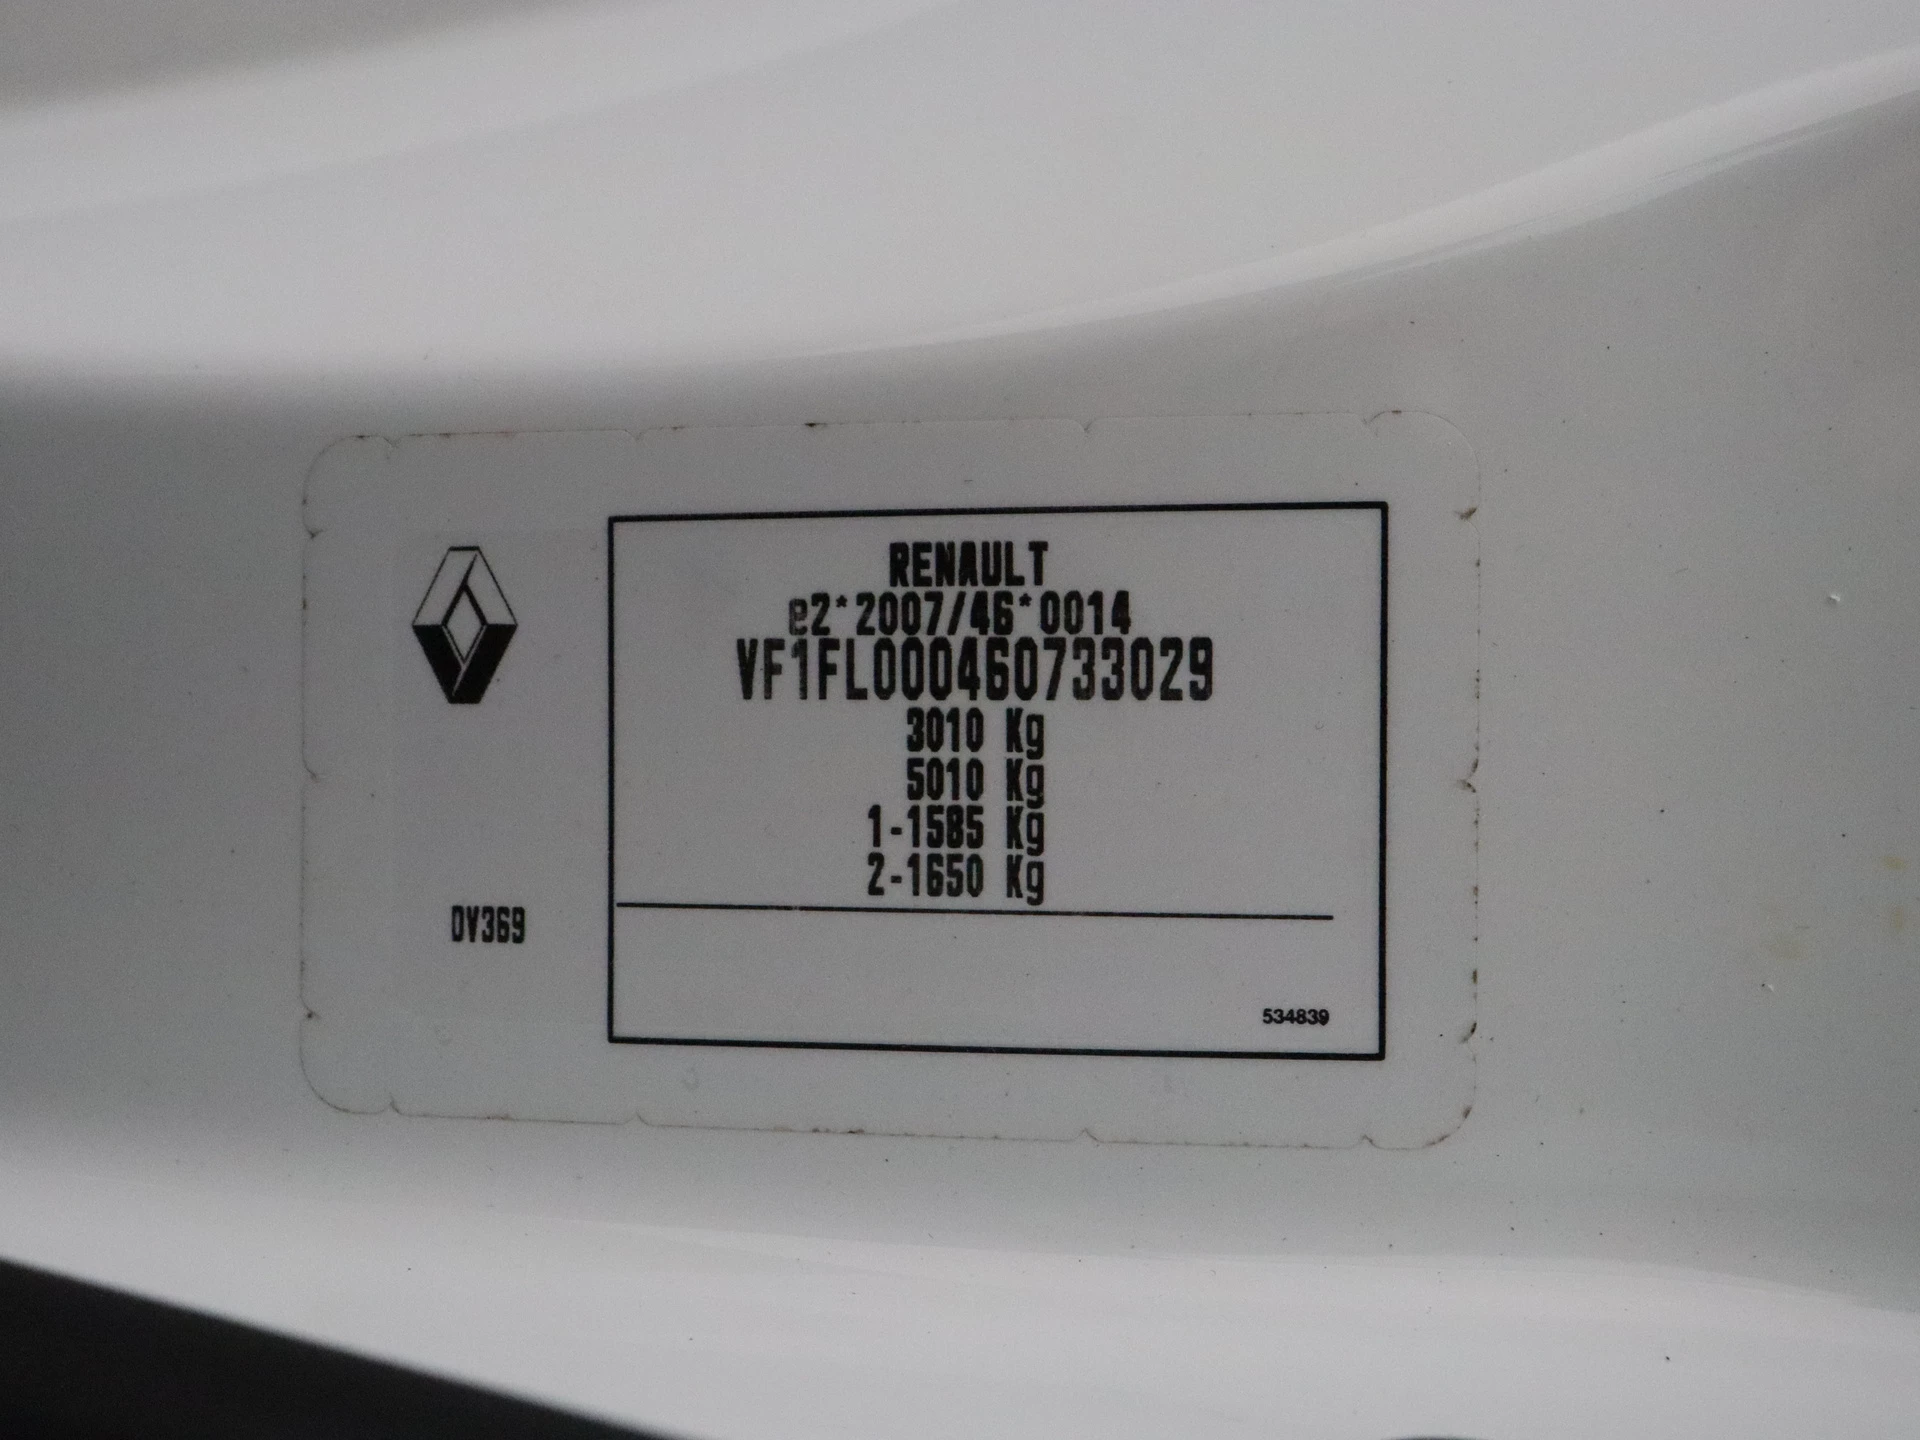 RENAULT
e2*2007/46*0014
VF1FL000460733029
3010 Kg
5010 Kg
1-1585 Kg
2-1650 Kg
DV369
534839